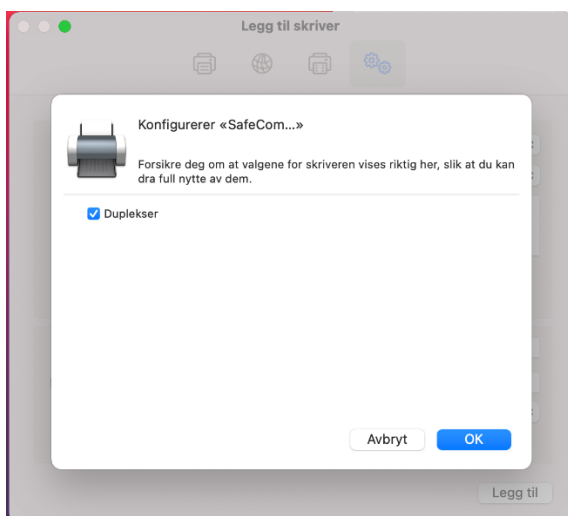 Legg til skriver
Konfigurerer «SafeCom...»
Forsikre deg om at valgene for skriveren vises riktig her, slik at du kan
dra full nytte av dem.
Duplekser
Avbryt
OK
Legg til